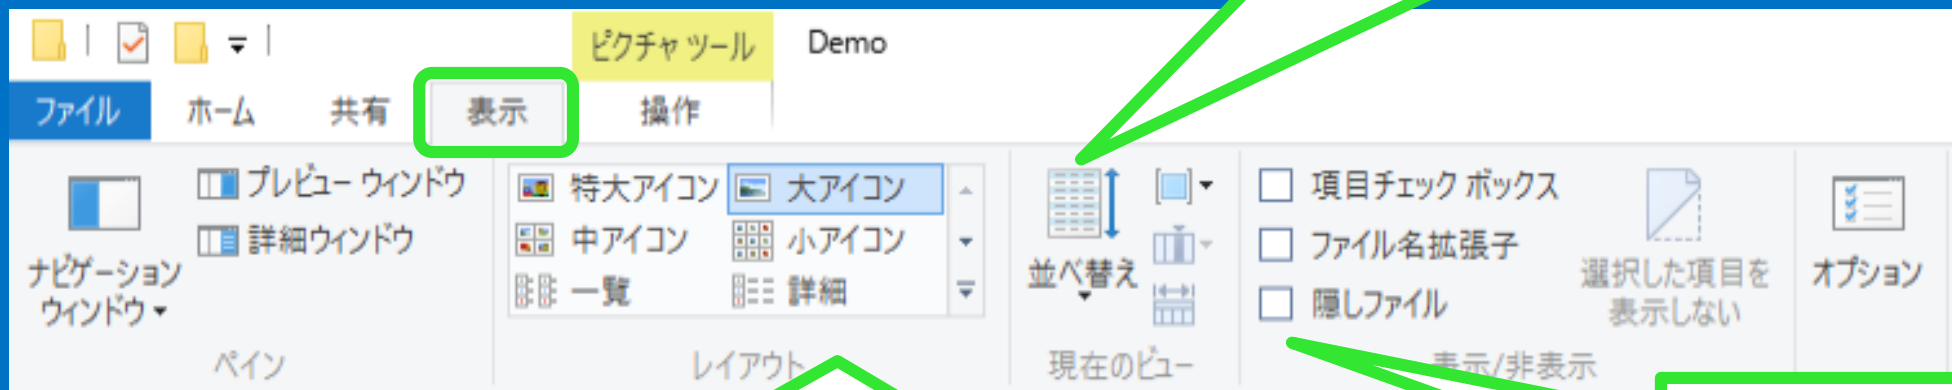 ピクチャ ツール
Demo
ファイル
ホーム
共有
表示
操作
ナビゲーション
ウィンドウ
プレビュー ウィンドウ
詳細ウィンドウ
ペイン
特大アイコン
大アイコン
中アイコン
小アイコン
一覧
詳細
レイアウト
並べ替え
現在のビュー
項目チェック ボックス
ファイル名拡張子
隠しファイル
選択した項目を
表示しない
表示/非表示
オプション